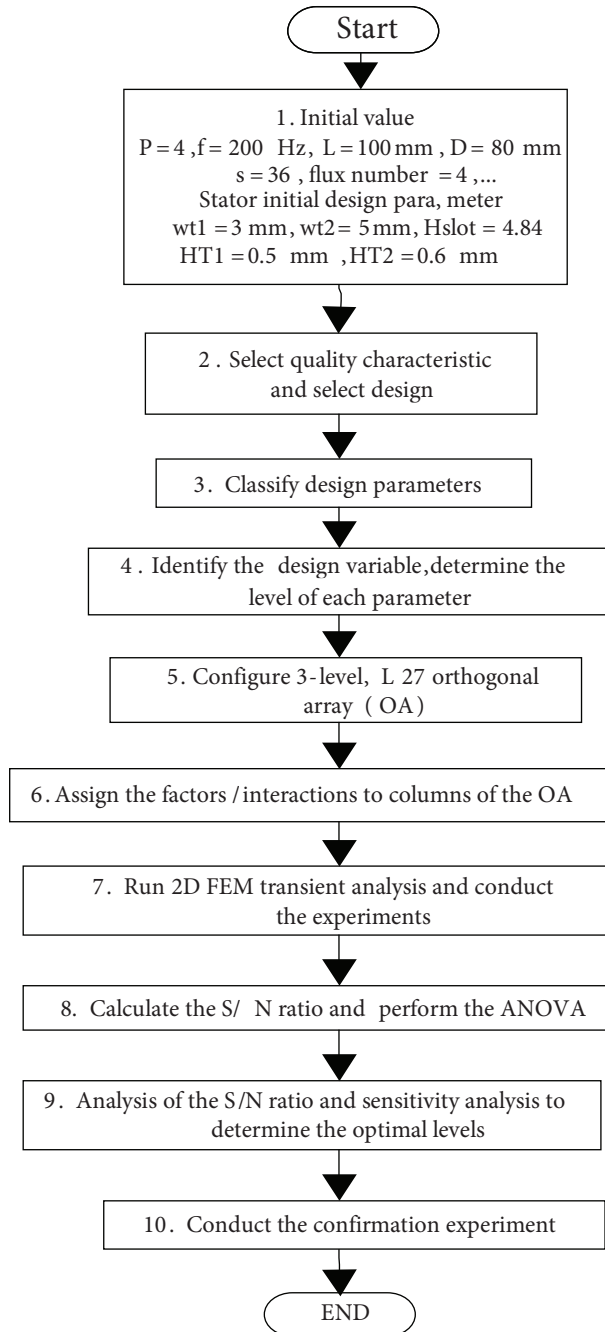 Start
1. Initial value
P = 4 ,f = 200 Hz, L = 100 mm , D = 80 mm
s = 36 , flux number = 4 ,...
Stator initial design para, meter
wt1 = 3 mm, wt2 = 5 mm, Hslot = 4.84
HT1 = 0.5 mm , HT2 = 0.6 mm
2 . Select quality characteristic
and select design
3. Classify design parameters
4 . Identify the design variable,determine the
level of each parameter
5. Configure 3-level, L 27 orthogonal
array ( OA )
6. Assign the factors / interactions to columns of the OA
7. Run 2D FEM transient analysis and conduct
the experiments
8. Calculate the S/ N ratio and perform the ANOVA
9. Analysis of the S/N ratio and sensitivity analysis to
determine the optimal levels
10. Conduct the confirmation experiment
END